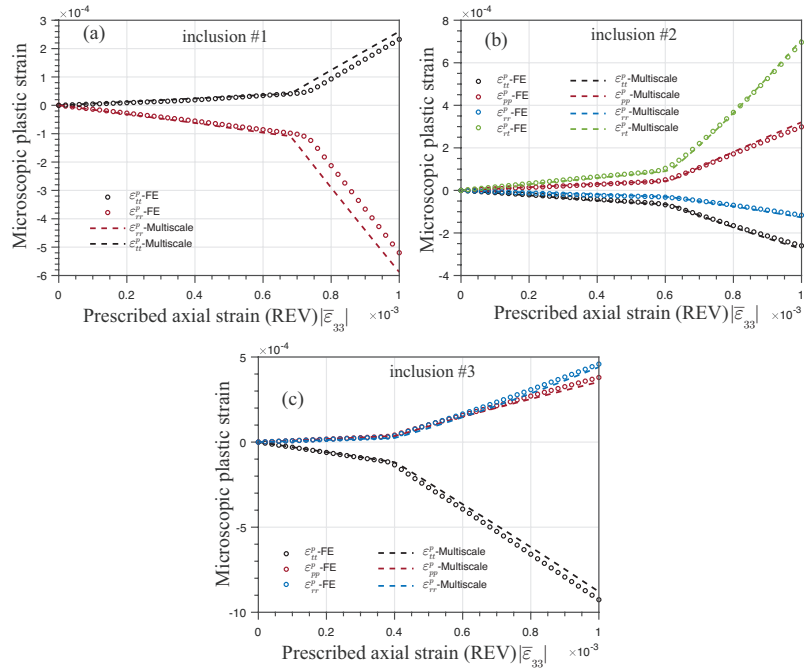 ×10⁻⁴
(a)
inclusion #1
Microscopic plastic strain
3
2
1
0
-1
-2
-3
-4
-5
-6
ε^p_tt-FE
ε^p_rr-FE
ε^p_rr-Multiscale
ε^p_tt-Multiscale
0 0.2 0.4 0.6 0.8 1
Prescribed axial strain (REV)|ε̅₃₃| ×10⁻³
×10⁻⁴
(b)
inclusion #2
Microscopic plastic strain
8
6
4
2
0
-2
-4
ε^p_tt-FE ε^p_tt-Multiscale
ε^p_pp-FE ε^p_pp-Multiscale
ε^p_rr-FE ε^p_rr-Multiscale
ε^p_rt-FE ε^p_rt-Multiscale
0 0.2 0.4 0.6 0.8 1
Prescribed axial strain (REV)|ε̅₃₃| ×10⁻³
×10⁻⁴
(c)
inclusion #3
Microscopic plastic strain
5
0
-5
-10
ε^p_tt-FE ε^p_tt-Multiscale
ε^p_pp-FE ε^p_pp-Multiscale
ε^p_rr-FE ε^p_rr-Multiscale
0 0.2 0.4 0.6 0.8 1
Prescribed axial strain (REV)|ε̅₃₃| ×10⁻³